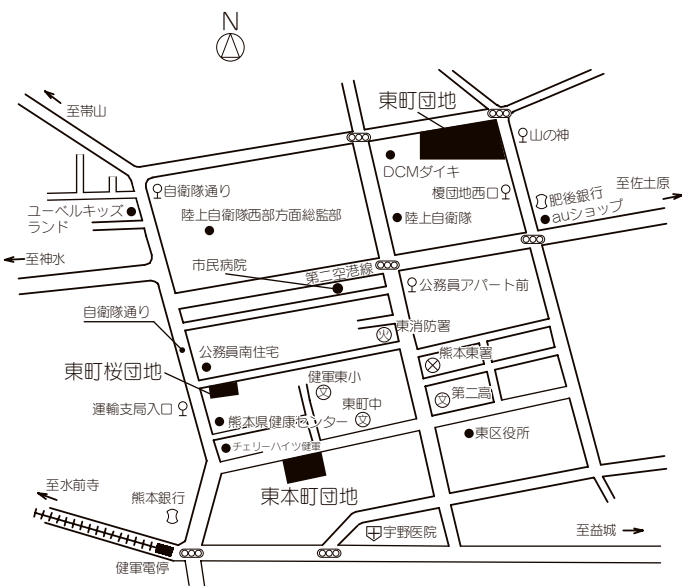 N
至帯山
東町団地
山の神
DCMダイキ
榎団地西口
至佐土原
肥後銀行
auショップ
自衛隊通り
陸上自衛隊西部方面総監部
陸上自衛隊
ユーベルキッズ
ランド
至神水
市民病院
第二空港線
公務員アパート前
自衛隊通り
東消防署
火
公務員南住宅
熊本東署
東町桜団地
健軍東小
文
第二高
文
運輸支局入口
東町中
文
熊本県健康センター
東区役所
チェリーハイツ健軍
東本町団地
至水前寺
熊本銀行
宇野医院
至益城
健軍電停